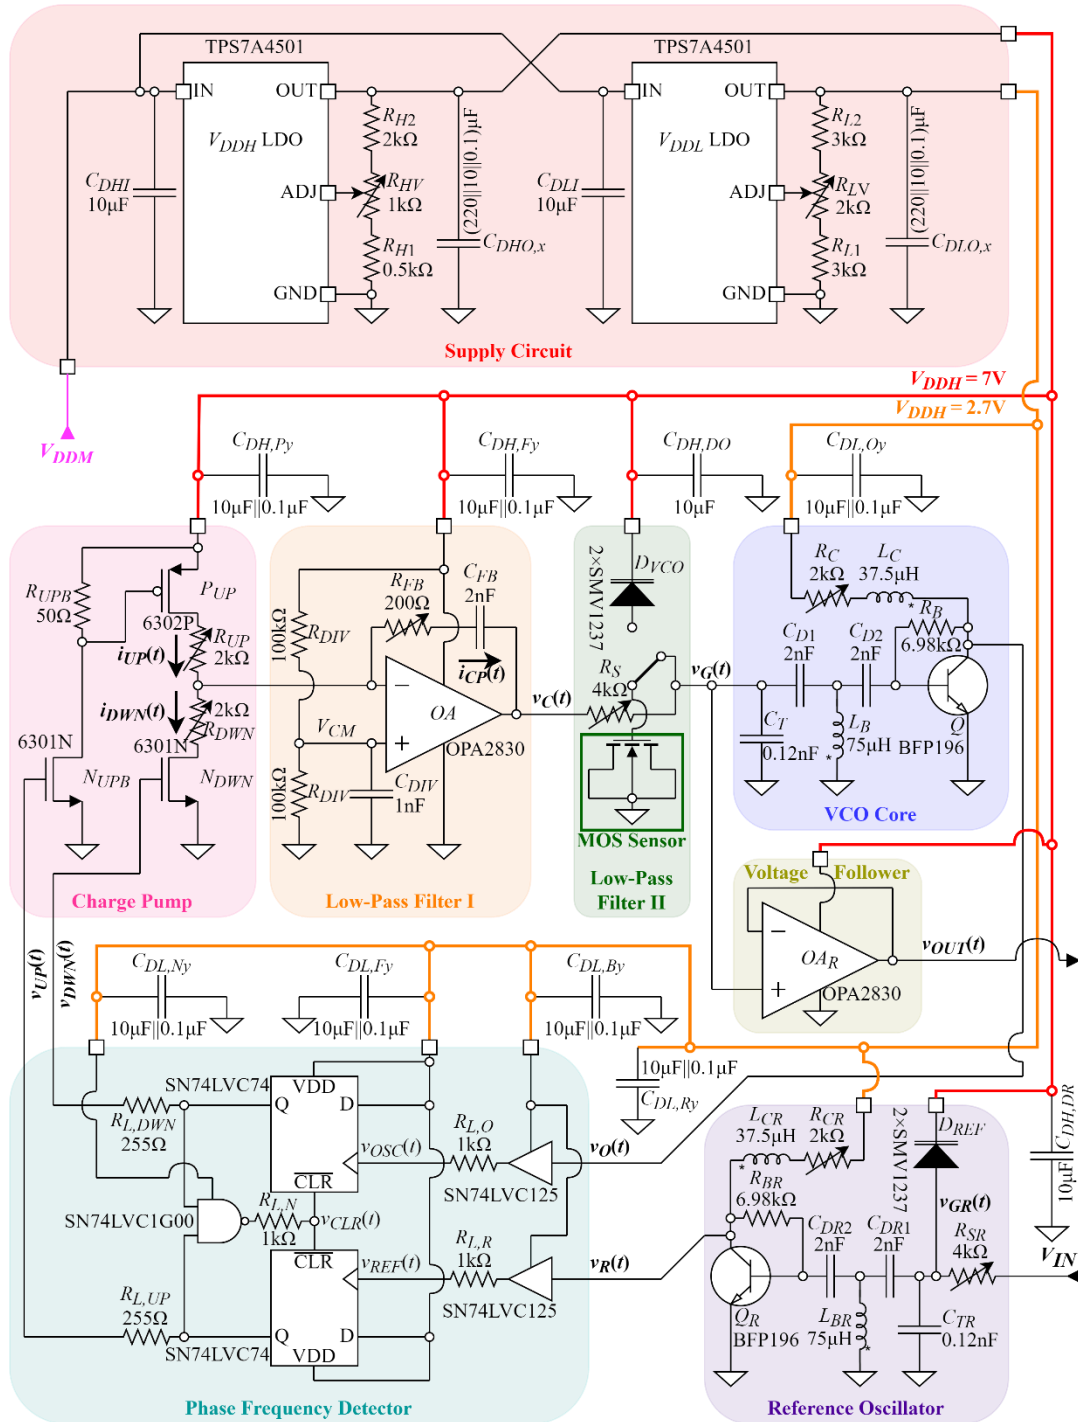 TPS7A4501
TPS7A4501
IN
OUT
V_DDH LDO
ADJ
GND
C_DHI
10μF
R_H2
2kΩ
R_HV
1kΩ
R_H1
0.5kΩ
(220||10||0.1)μF
C_DHO,x
IN
OUT
V_DDL LDO
ADJ
GND
C_DLI
10μF
R_L2
3kΩ
R_LV
2kΩ
R_L1
3kΩ
(220||10||0.1)μF
C_DLO,x
Supply Circuit
V_DDM
V_DDH = 7V
V_DDH = 2.7V
C_DH,Py
10μF||0.1μF
C_DH,Fy
10μF||0.1μF
C_DH,DO
10μF
C_DL,Oy
10μF||0.1μF
R_UPB
50Ω
P_UP
6302P
R_UP
2kΩ
i_UP(t)
i_DWN(t)
2kΩ
R_DWN
6301N
6301N
N_UPB
N_DWN
Charge Pump
100kΩ
R_DIV
R_FB
200Ω
C_FB
2nF
i_CP(t)
V_CM
OA
OPA2830
100kΩ
R_DIV
C_DIV
1nF
v_C(t)
Low-Pass Filter I
2×SMV1237
D_VCO
R_S
4kΩ
MOS Sensor
Low-Pass
Filter II
v_G(t)
R_C
2kΩ
L_C
37.5μH
R_B
6.98kΩ
C_D1
2nF
C_D2
2nF
C_T
0.12nF
L_B
75μH
Q
BFP196
VCO Core
Voltage Follower
OA_R
OPA2830
v_OUT(t)
v_UP(t)
v_DWN(t)
C_DL,Ny
10μF||0.1μF
C_DL,Fy
10μF||0.1μF
C_DL,By
10μF||0.1μF
10μF||0.1μF
C_DL,Ry
SN74LVC74
VDD
Q
D
CLR
R_L,DWN
255Ω
v_OSC(t)
R_L,O
1kΩ
v_O(t)
SN74LVC125
SN74LVC1G00
R_L,N
1kΩ
v_CLR(t)
CLR
v_REF(t)
R_L,R
1kΩ
v_R(t)
SN74LVC125
R_L,UP
255Ω
Q
D
SN74LVC74
VDD
Phase Frequency Detector
L_CR
37.5μH
R_CR
2kΩ
2×SMV1237
D_REF
10μF
C_DH,DR
R_BR
6.98kΩ
v_GR(t)
C_DR2
2nF
C_DR1
2nF
R_SR
4kΩ
V_IN
Q_R
BFP196
L_BR
75μH
C_TR
0.12nF
Reference Oscillator